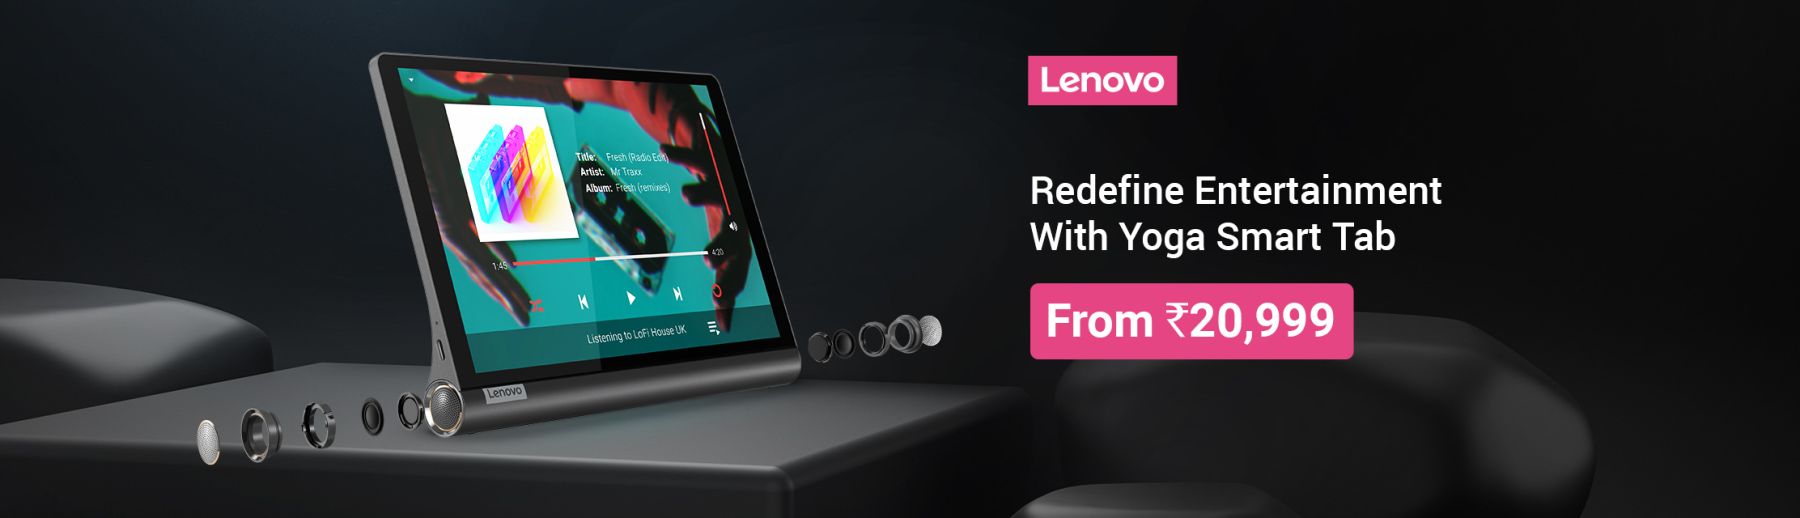 Title: Fresh (Radio Edit)
Artist: Mr Traxx
Album: Fresh (remixes)
1:45
4:20
Listening to LoFi House UK
Lenovo
Lenovo
Redefine Entertainment
With Yoga Smart Tab
From ₹20,999